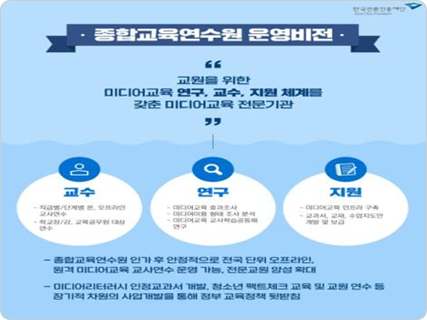 한국언론진흥재단
Korea Press Foundation
· 종합교육연수원 운영비전 ·
“
교원을 위한
미디어교육 연구, 교수, 지원 체계를
갖춘 미디어교육 전문기관
”
교수
- 직급별/단계별 온, 오프라인
교사연수
- 학교장/감, 교육공무원 대상
연수
연구
- 미디어교육 효과조사
- 미디어이용 행태 조사 분석
- 미디어교육 교사학습공동체
연구
지원
- 미디어교육 인프라 구축
- 교과서, 교재, 수업지도안
개발 및 보급
- 종합교육연수원 인가 후 안정적으로 전국 단위 오프라인,
원격 미디어교육 교사연수 운영 가능, 전문교원 양성 확대
- 미디어리터러시 인정교과서 개발, 청소년 팩트체크 교육 및 교원 연수 등
장기적 차원의 사업개발을 통해 정부 교육정책 뒷받침